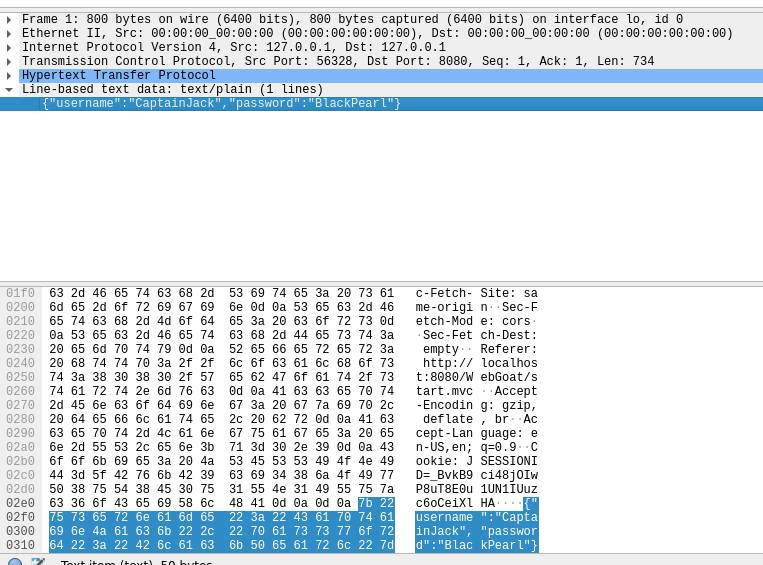 Frame 1: 800 bytes on wire (6400 bits), 800 bytes captured (6400 bits) on interface lo, id 0
Ethernet II, Src: 00:00:00_00:00:00 (00:00:00:00:00:00), Dst: 00:00:00_00:00:00 (00:00:00:00:00:00)
Internet Protocol Version 4, Src: 127.0.0.1, Dst: 127.0.0.1
Transmission Control Protocol, Src Port: 56328, Dst Port: 8080, Seq: 1, Ack: 1, Len: 734
Hypertext Transfer Protocol
Line-based text data: text/plain (1 lines)
{"username":"CaptainJack","password":"BlackPearl"}
01f0 63 2d 46 65 74 63 68 2d 53 69 74 65 3a 20 73 61 c-Fetch- Site: sa
0200 6d 65 2d 6f 72 69 67 69 6e 0d 0a 53 65 63 2d 46 me-origi n··Sec-F
0210 65 74 63 68 2d 4d 6f 64 65 3a 20 63 6f 72 73 0d etch-Mod e: cors·
0220 0a 53 65 63 2d 46 65 74 63 68 2d 44 65 73 74 3a ·Sec-Fet ch-Dest:
0230 20 65 6d 70 74 79 0d 0a 52 65 66 65 72 65 72 3a empty·· Referer:
0240 20 68 74 74 70 3a 2f 2f 6c 6f 63 61 6c 68 6f 73 http:// localhos
0250 74 3a 38 30 38 30 2f 57 65 62 47 6f 61 74 2f 73 t:8080/W ebGoat/s
0260 74 61 72 74 2e 6d 76 63 0d 0a 41 63 63 65 70 74 tart.mvc ··Accept
0270 2d 45 6e 63 6f 64 69 6e 67 3a 20 67 7a 69 70 2c -Encodin g: gzip,
0280 20 64 65 66 6c 61 74 65 2c 20 62 72 0d 0a 41 63 deflate , br··Ac
0290 63 65 70 74 2d 4c 61 6e 67 75 61 67 65 3a 20 65 cept-Lan guage: e
02a0 6e 2d 55 53 2c 65 6e 3b 71 3d 30 2e 39 0d 0a 43 n-US,en; q=0.9··C
02b0 6f 6f 6b 69 65 3a 20 4a 53 45 53 53 49 4f 4e 49 ookie: J SESSIONI
02c0 44 3d 5f 42 76 6b 42 39 63 69 34 38 6a 4f 49 77 D=_BvkB9 ci48jOIw
02d0 50 38 75 54 38 45 30 75 31 55 4e 31 49 55 75 7a P8uT8E0u 1UN1IUuz
02e0 63 36 6f 43 65 69 58 6c 48 41 0d 0a 0d 0a 7b 22 c6oCeiXl HA····{"
02f0 75 73 65 72 6e 61 6d 65 22 3a 22 43 61 70 74 61 username ":"Capta
0300 69 6e 4a 61 63 6b 22 2c 22 70 61 73 73 77 6f 72 inJack", "passwor
0310 64 22 3a 22 42 6c 61 63 6b 50 65 61 72 6c 22 7d d":"Blac kPearl"}
Text item (text), 50 bytes